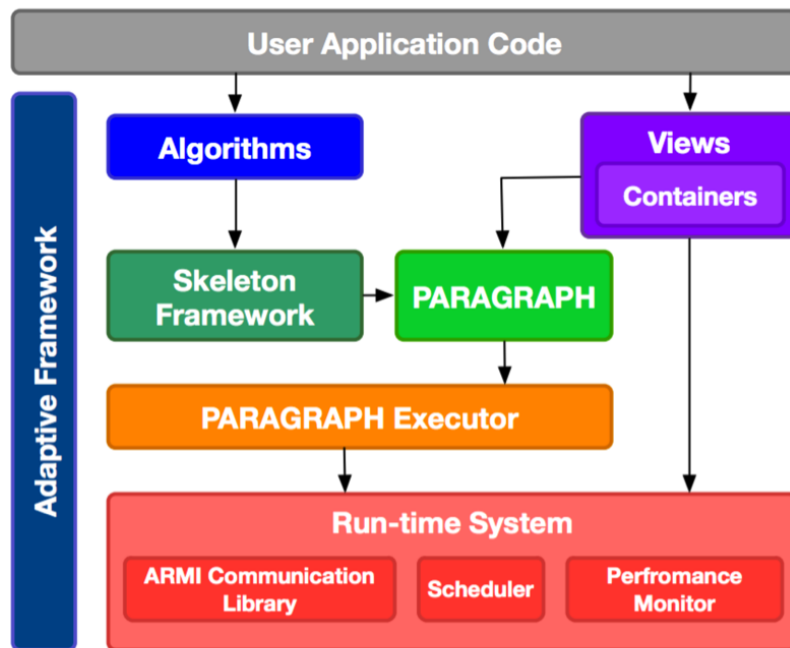 User Application Code
Adaptive Framework
Algorithms
Views
Containers
Skeleton
Framework
PARAGRAPH
PARAGRAPH Executor
Run-time System
ARMI Communication
Library
Scheduler
Perfromance
Monitor